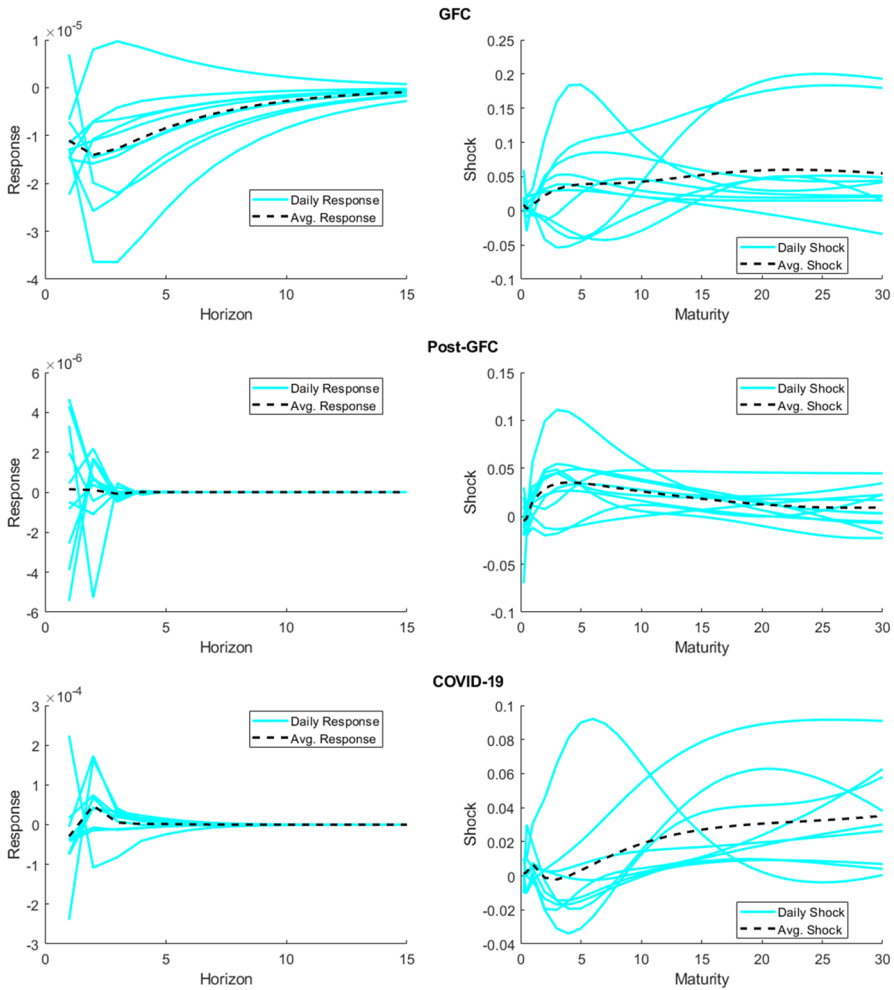 GFC
×10^-5
1
0
-1
-2
-3
-4
Response
Daily Response
Avg. Response
0
5
10
15
Horizon
0.25
0.2
0.15
0.1
0.05
0
-0.05
-0.1
Shock
Daily Shock
Avg. Shock
0
5
10
15
20
25
30
Maturity
Post-GFC
×10^-6
6
4
2
0
-2
-4
-6
Response
Daily Response
Avg. Response
0
5
10
15
Horizon
0.15
0.1
0.05
0
-0.05
-0.1
Shock
Daily Shock
Avg. Shock
0
5
10
15
20
25
30
Maturity
COVID-19
×10^-4
3
2
1
0
-1
-2
-3
Response
Daily Response
Avg. Response
0
5
10
15
Horizon
0.1
0.08
0.06
0.04
0.02
0
-0.02
-0.04
Shock
Daily Shock
Avg. Shock
0
5
10
15
20
25
30
Maturity